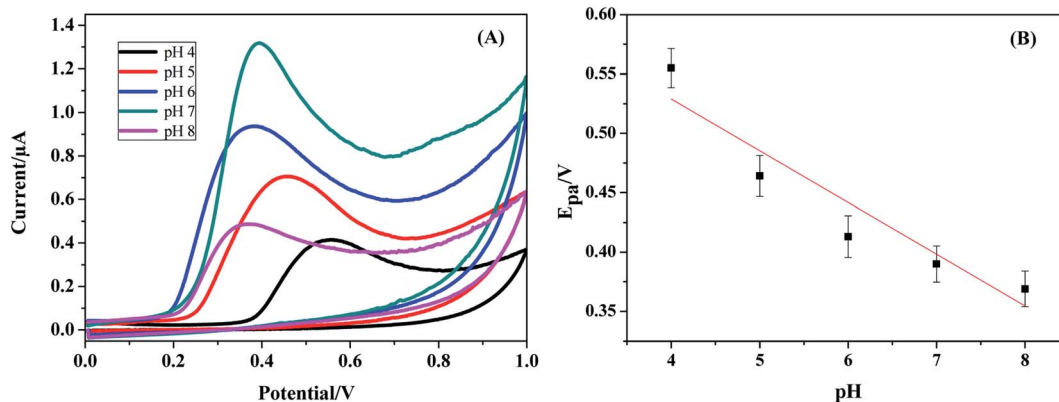 (A)
pH 4
pH 5
pH 6
pH 7
pH 8
1.4
1.2
1.0
0.8
0.6
0.4
0.2
0.0
Current/μA
0.0 0.2 0.4 0.6 0.8 1.0
Potential/V
(B)
0.60
0.55
0.50
0.45
0.40
0.35
Epa/V
4 5 6 7 8
pH